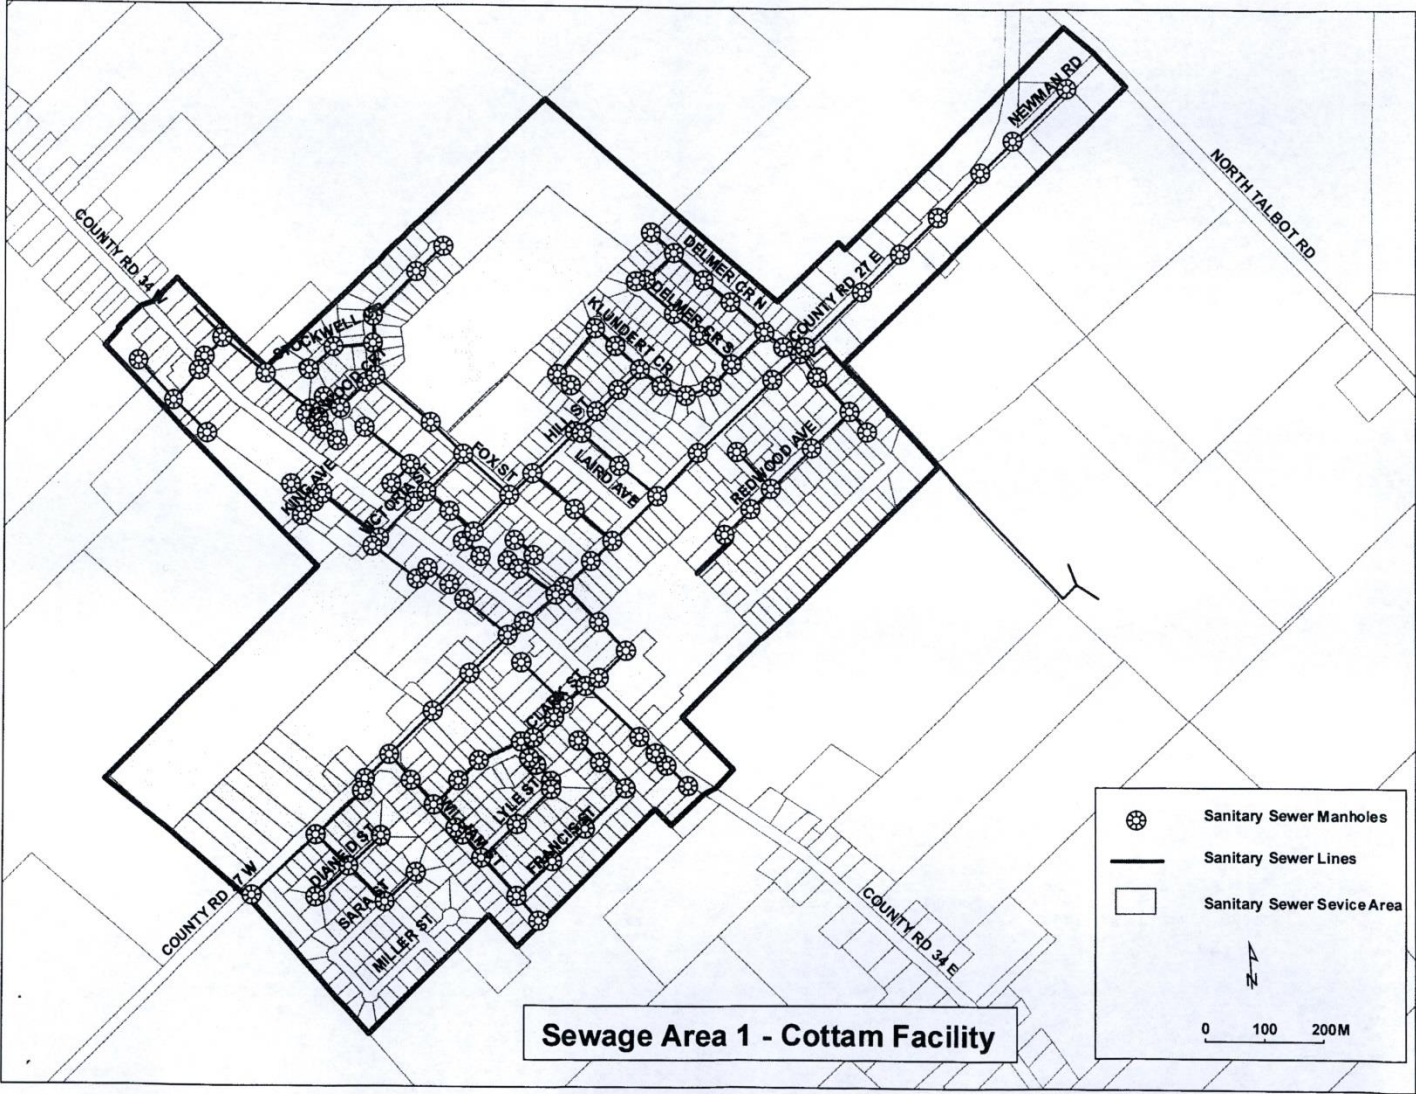 NEWMAN RD
NORTH TALBOT RD
COUNTY RD 34 W
DELMER CR N
COUNTY RD 27 E
DELMER CR S
KLUNDERT CR
STOCKWELL
HILL ST
FOX ST
LAIRD AVE
REDWOOD AVE
KING AVE
VICTORIA ST
CLARK ST
LYLE ST
WILLIAM ST
FRANCIS ST
DIANE D ST
SARA ST
MILLER ST
COUNTY RD 27 W
COUNTY RD 34 E
Sanitary Sewer Manholes
Sanitary Sewer Lines
Sanitary Sewer Sevice Area
N
0 100 200 M
Sewage Area 1 - Cottam Facility